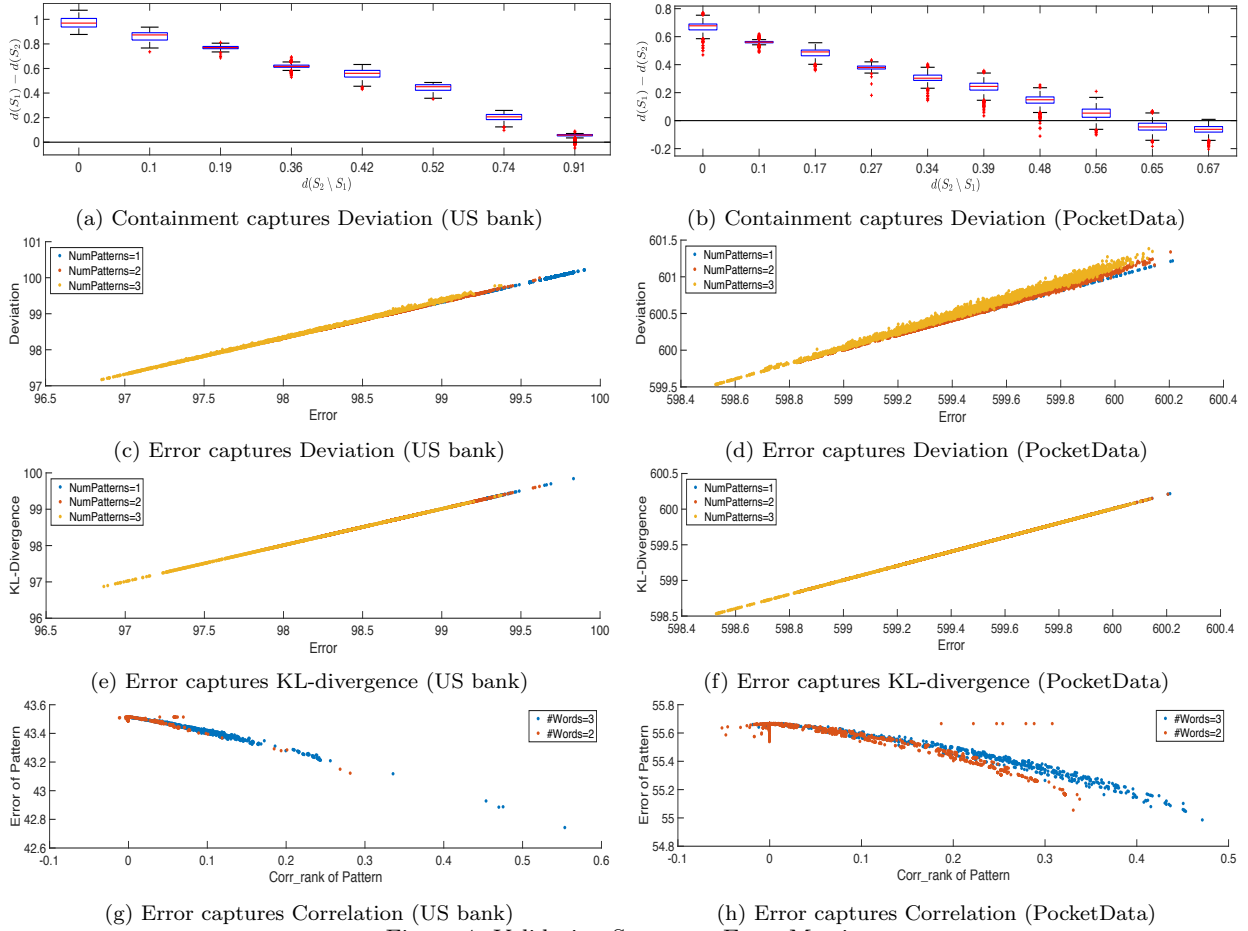 d(S₁) − d(S₂)
1
0.8
0.6
0.4
0.2
0
0 0.1 0.19 0.36 0.42 0.52 0.74 0.91
d(S₂ \ S₁)
(a) Containment captures Deviation (US bank)
d(S₁) − d(S₂)
0.8
0.6
0.4
0.2
0
-0.2
0 0.1 0.17 0.27 0.34 0.39 0.48 0.56 0.65 0.67
d(S₂ \ S₁)
(b) Containment captures Deviation (PocketData)
Deviation
101
100
99
98
97
NumPatterns=1
NumPatterns=2
NumPatterns=3
96.5 97 97.5 98 98.5 99 99.5 100
Error
(c) Error captures Deviation (US bank)
Deviation
601.5
601
600.5
600
599.5
NumPatterns=1
NumPatterns=2
NumPatterns=3
598.4 598.6 598.8 599 599.2 599.4 599.6 599.8 600 600.2 600.4
Error
(d) Error captures Deviation (PocketData)
KL-Divergence
100
99
98
97
96
NumPatterns=1
NumPatterns=2
NumPatterns=3
96.5 97 97.5 98 98.5 99 99.5 100
Error
(e) Error captures KL-divergence (US bank)
KL-Divergence
600.5
600
599.5
599
598.5
NumPatterns=1
NumPatterns=2
NumPatterns=3
598.4 598.6 598.8 599 599.2 599.4 599.6 599.8 600 600.2 600.4
Error
(f) Error captures KL-divergence (PocketData)
Error of Pattern
43.6
43.4
43.2
43
42.8
42.6
#Words=3
#Words=2
-0.1 0 0.1 0.2 0.3 0.4 0.5 0.6
Corr_rank of Pattern
(g) Error captures Correlation (US bank)
Error of Pattern
55.8
55.6
55.4
55.2
55
54.8
#Words=3
#Words=2
-0.1 0 0.1 0.2 0.3 0.4 0.5
Corr_rank of Pattern
(h) Error captures Correlation (PocketData)